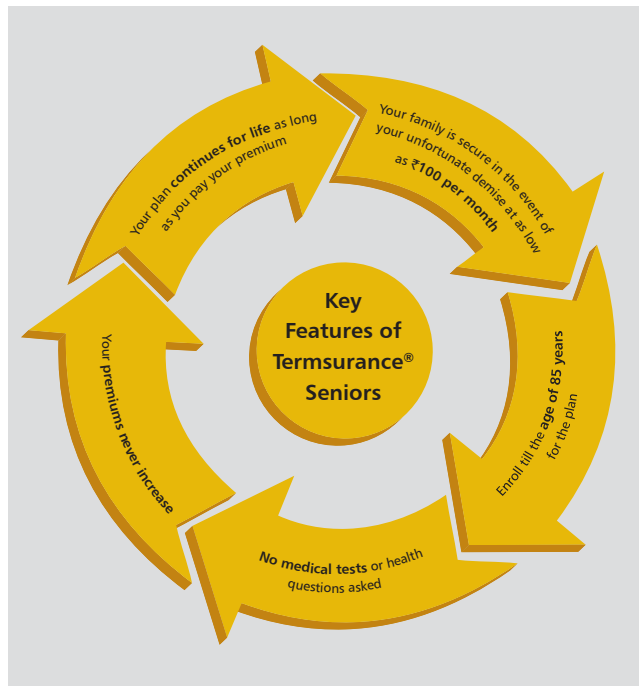 Key
Features of
Termsurance®
Seniors
Your family is secure in the event of
your unfortunate demise at as low
as ₹100 per month
Enroll till the age of 85 years
for the plan
No medical tests or health
questions asked
Your premiums never increase
Your plan continues for life as long
as you pay your premium